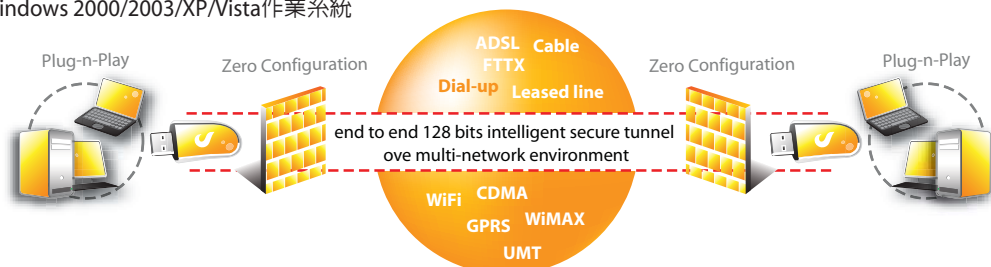 indows 2000/2003/XP/Vista作業系統
Plug-n-Play
Zero Configuration
ADSL Cable
FTTX
Dial-up Leased line
Zero Configuration
Plug-n-Play
end to end 128 bits intelligent secure tunnel
ove multi-network environment
WiFi CDMA
GPRS WiMAX
UMT